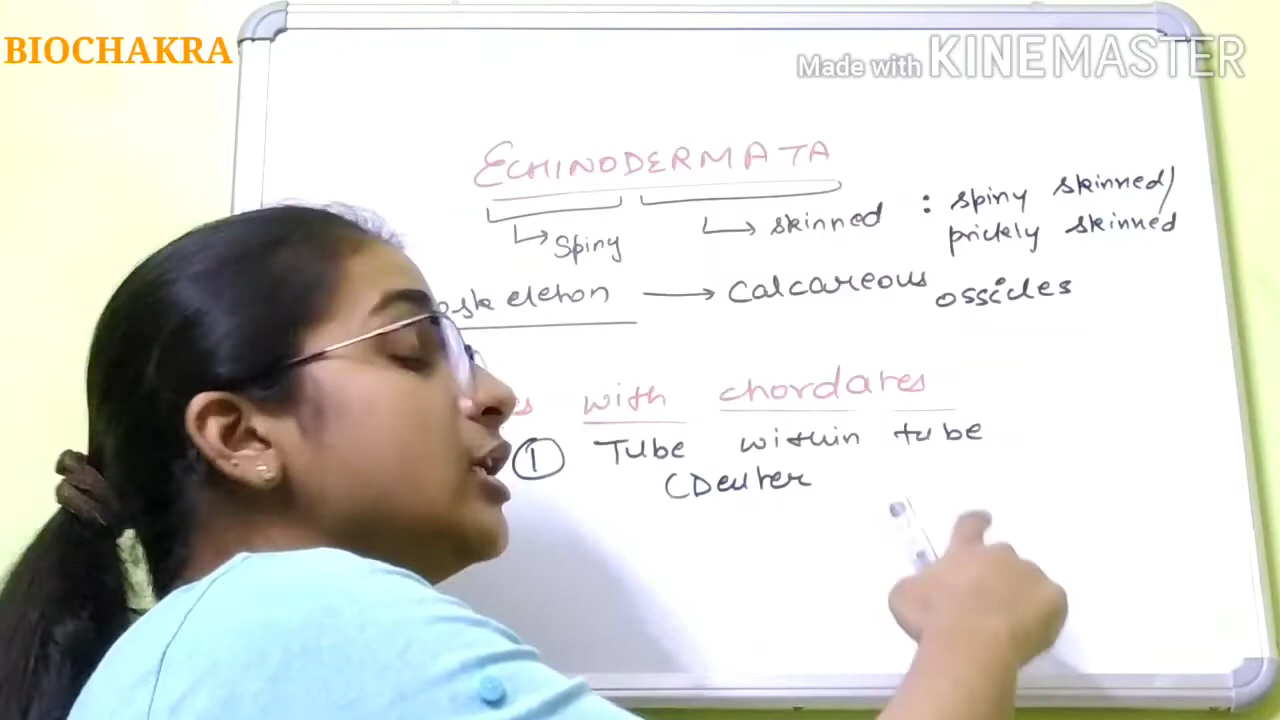 BIOCHAKRA
Made with KINEMASTER
ECHINODERMATA
Spiny
skinned
: spiny skinned/
prickly skinned
oskeleton → calcareous ossicles
with chordates
① Tube within tube
(Deuter